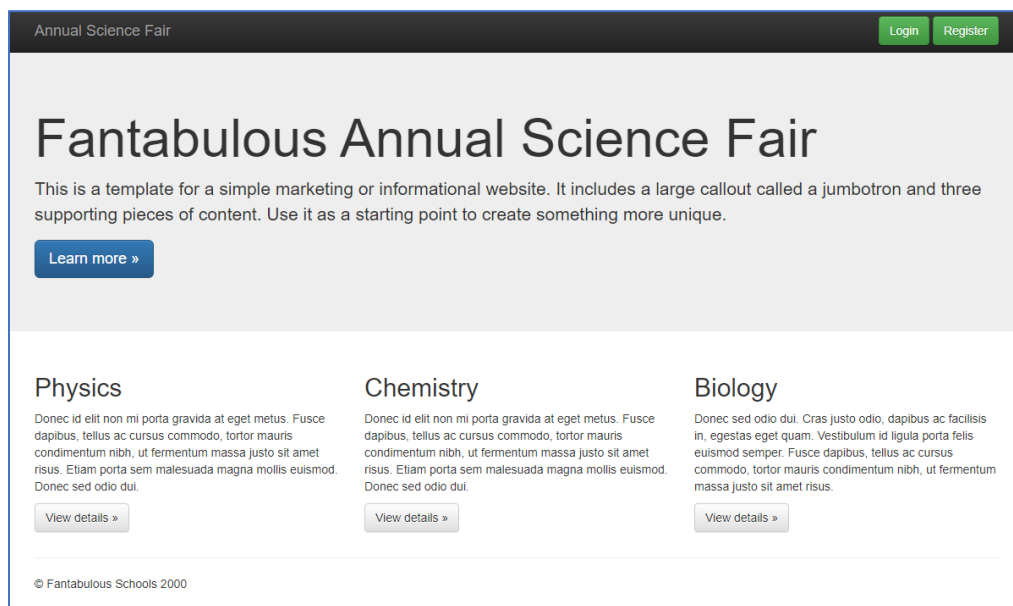 Annual Science Fair
Login
Register
Fantabulous Annual Science Fair
This is a template for a simple marketing or informational website. It includes a large callout called a jumbotron and three
supporting pieces of content. Use it as a starting point to create something more unique.
Learn more »
Physics
Donec id elit non mi porta gravida at eget metus. Fusce
dapibus, tellus ac cursus commodo, tortor mauris
condimentum nibh, ut fermentum massa justo sit amet
risus. Etiam porta sem malesuada magna mollis euismod.
Donec sed odio dui.
View details »
Chemistry
Donec id elit non mi porta gravida at eget metus. Fusce
dapibus, tellus ac cursus commodo, tortor mauris
condimentum nibh, ut fermentum massa justo sit amet
risus. Etiam porta sem malesuada magna mollis euismod.
Donec sed odio dui.
View details »
Biology
Donec sed odio dui. Cras justo odio, dapibus ac facilisis
in, egestas eget quam. Vestibulum id ligula porta felis
euismod semper. Fusce dapibus, tellus ac cursus
commodo, tortor mauris condimentum nibh, ut fermentum
massa justo sit amet risus.
View details »
© Fantabulous Schools 2000